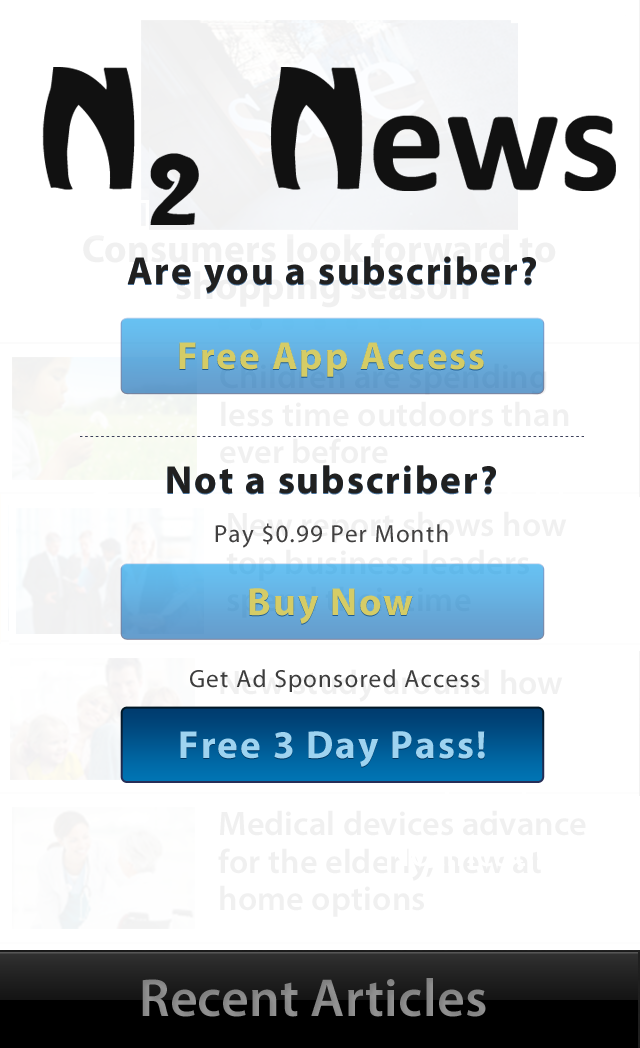 N2 News
Consumers look forward to
Are you a subscriber?
shopping season
Free App Access
Children are spending
less time outdoors than
ever before
Not a subscriber?
New report shows how
Pay $0.99 Per Month
top business leaders
Buy Now
time
Get Ad Sponsored Access
New study around how
Free 3 Day Pass!
Medical devices advance
for the elderly, new at
home options
Recent Articles